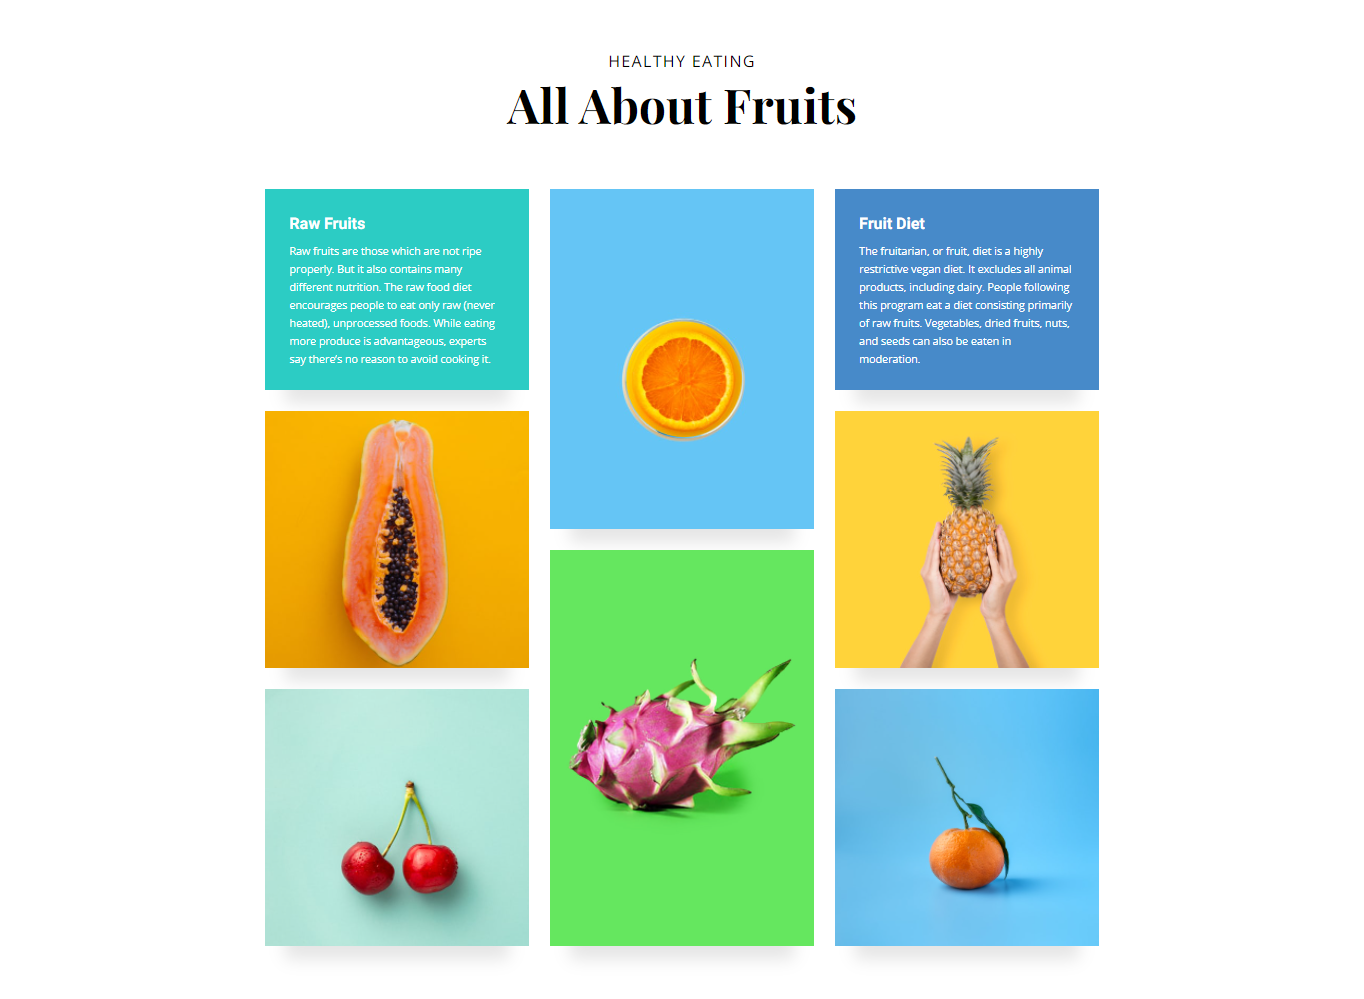 HEALTHY EATING
All About Fruits
Raw Fruits
Raw fruits are those which are not ripe
properly. But it also contains many
different nutrition. The raw food diet
encourages people to eat only raw (never
heated), unprocessed foods. While eating
more produce is advantageous, experts
say there's no reason to avoid cooking it.
Fruit Diet
The fruitarian, or fruit, diet is a highly
restrictive vegan diet. It excludes all animal
products, including dairy. People following
this program eat a diet consisting primarily
of raw fruits. Vegetables, dried fruits, nuts,
and seeds can also be eaten in
moderation.